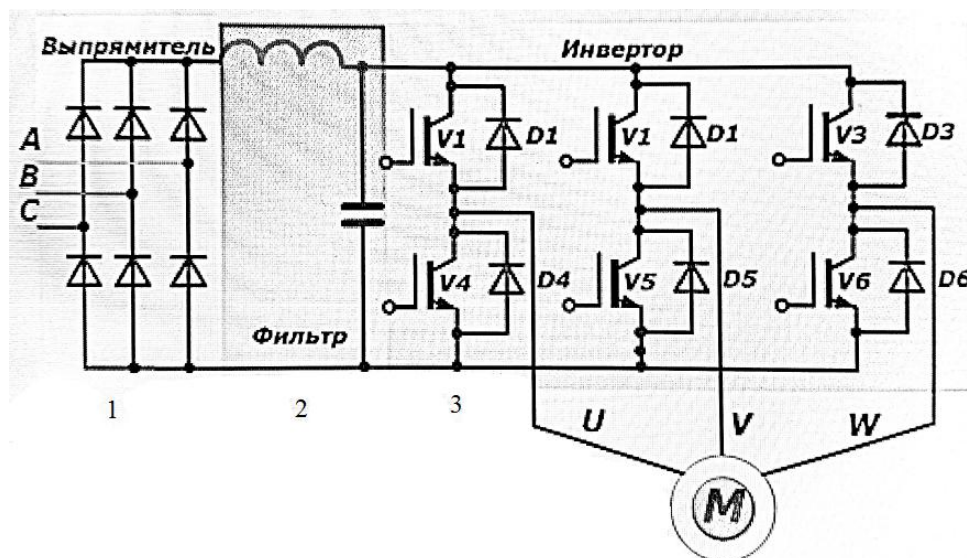 Выпрямитель
Инвертор
A
B
C
V1
D1
V1
D1
V3
D3
V4
D4
V5
D5
V6
D6
Фильтр
1
2
3
U
V
W
M